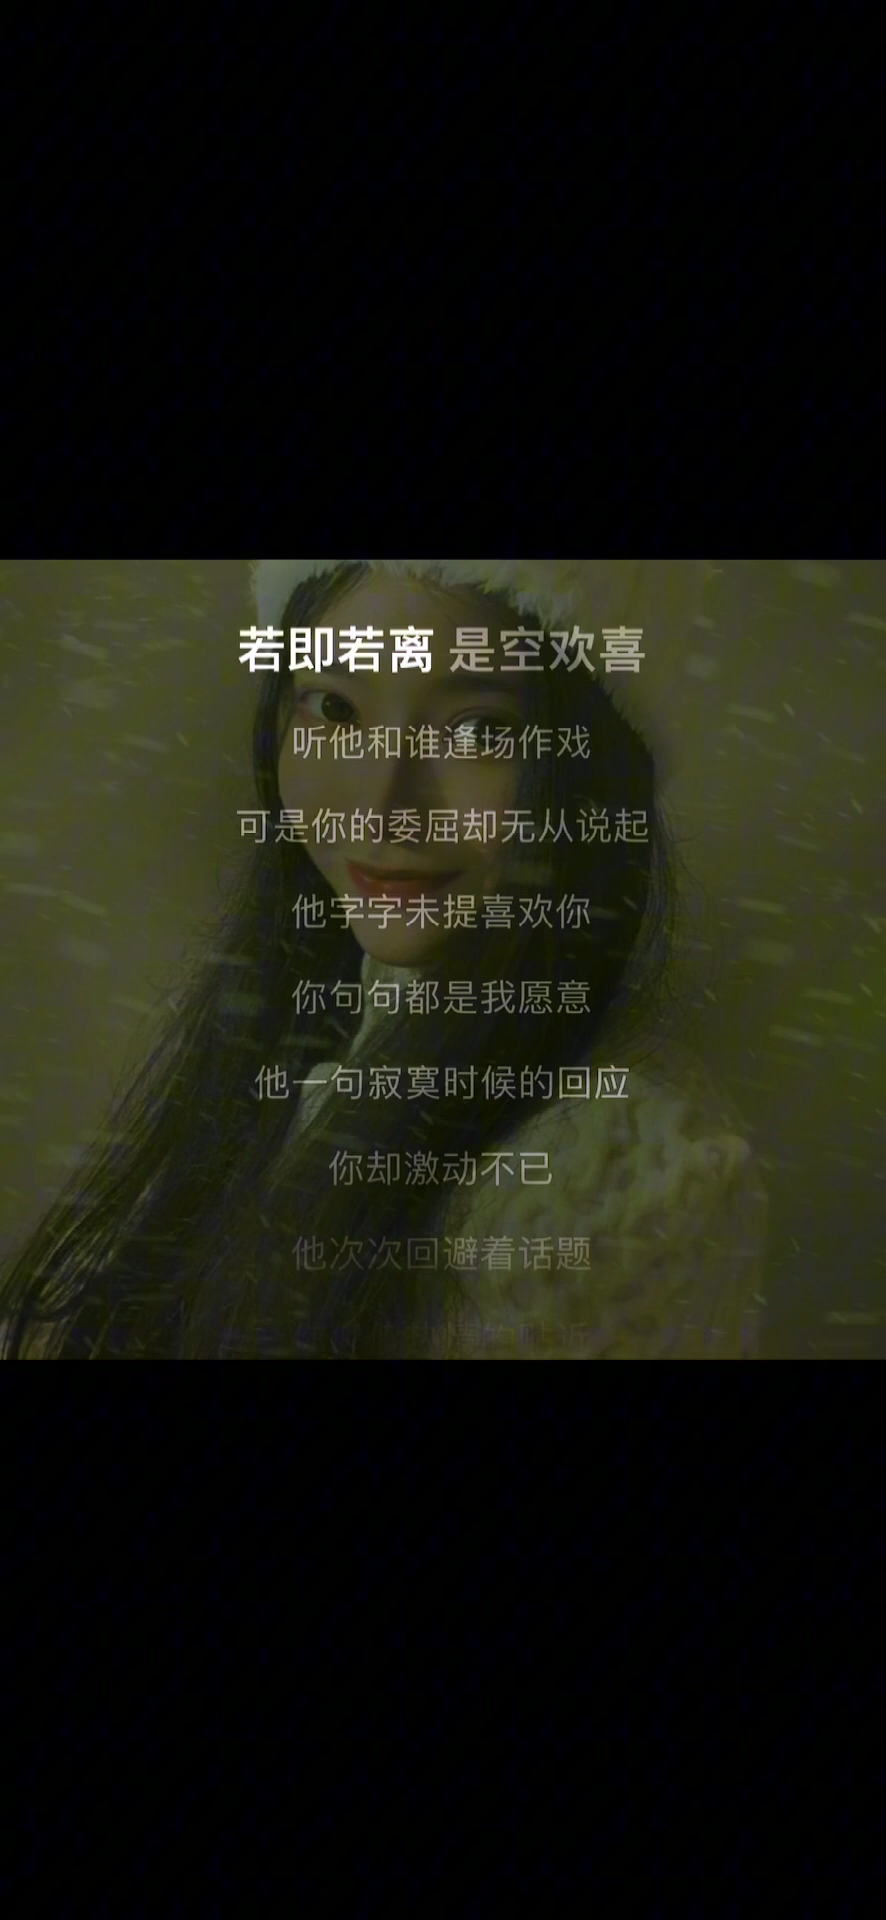 若即若离 是空欢喜
听他和谁逢场作戏
可是你的委屈却无从说起
他字字未提喜欢你
你句句都是我愿意
他一句寂寞时候的回应
你却激动不已
他次次回避着话题